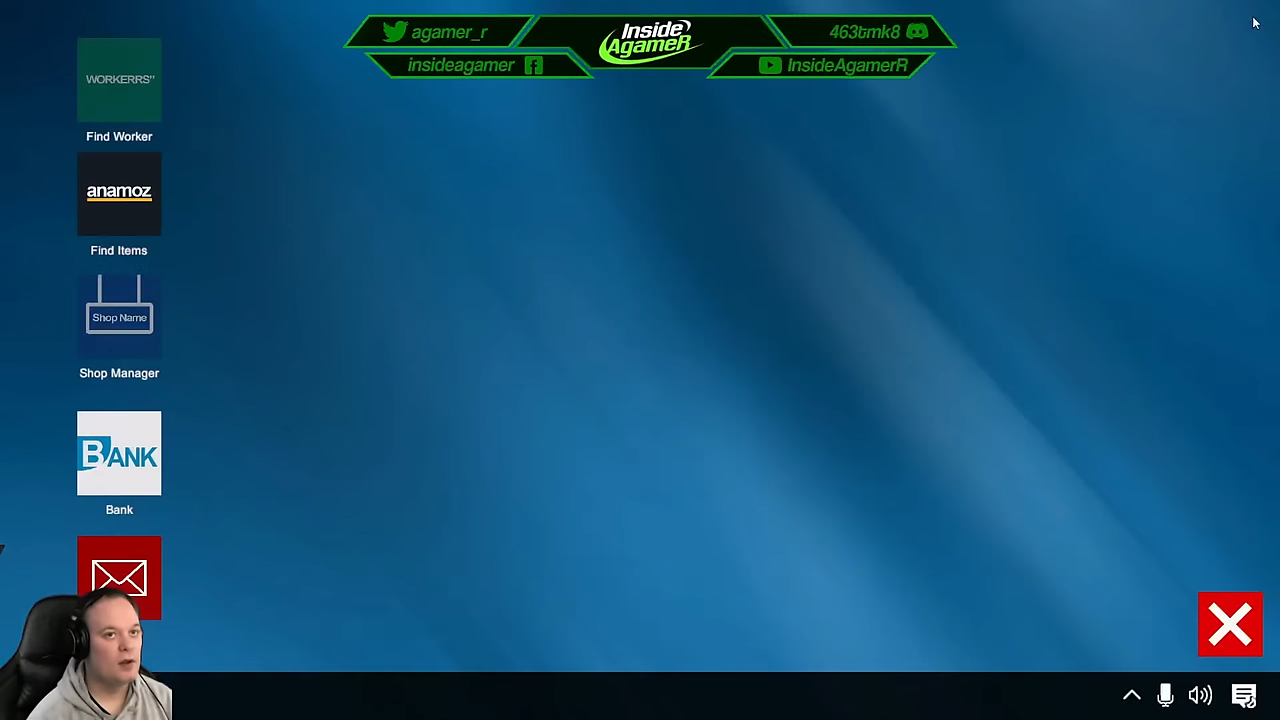 agamer_r
Inside
AgameR
463tmk8
insideagamer
InsideAgamerR
WORKERRS"
Find Worker
anamoz
Find Items
Shop Name
Shop Manager
BANK
Bank